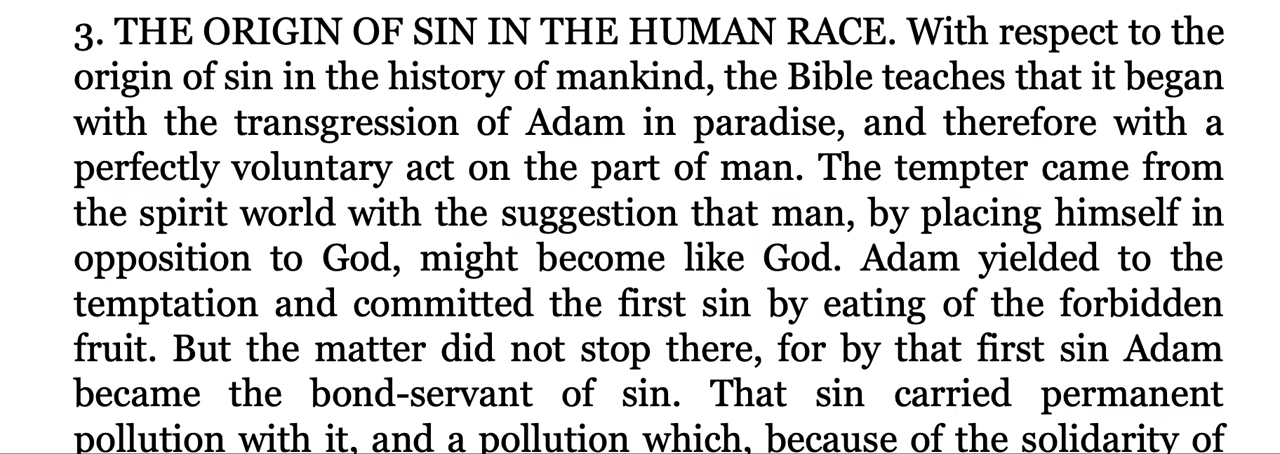 3. THE ORIGIN OF SIN IN THE HUMAN RACE. With respect to the
origin of sin in the history of mankind, the Bible teaches that it began
with the transgression of Adam in paradise, and therefore with a
perfectly voluntary act on the part of man. The tempter came from
the spirit world with the suggestion that man, by placing himself in
opposition to God, might become like God. Adam yielded to the
temptation and committed the first sin by eating of the forbidden
fruit. But the matter did not stop there, for by that first sin Adam
became the bond-servant of sin. That sin carried permanent
pollution with it, and a pollution which, because of the solidarity of